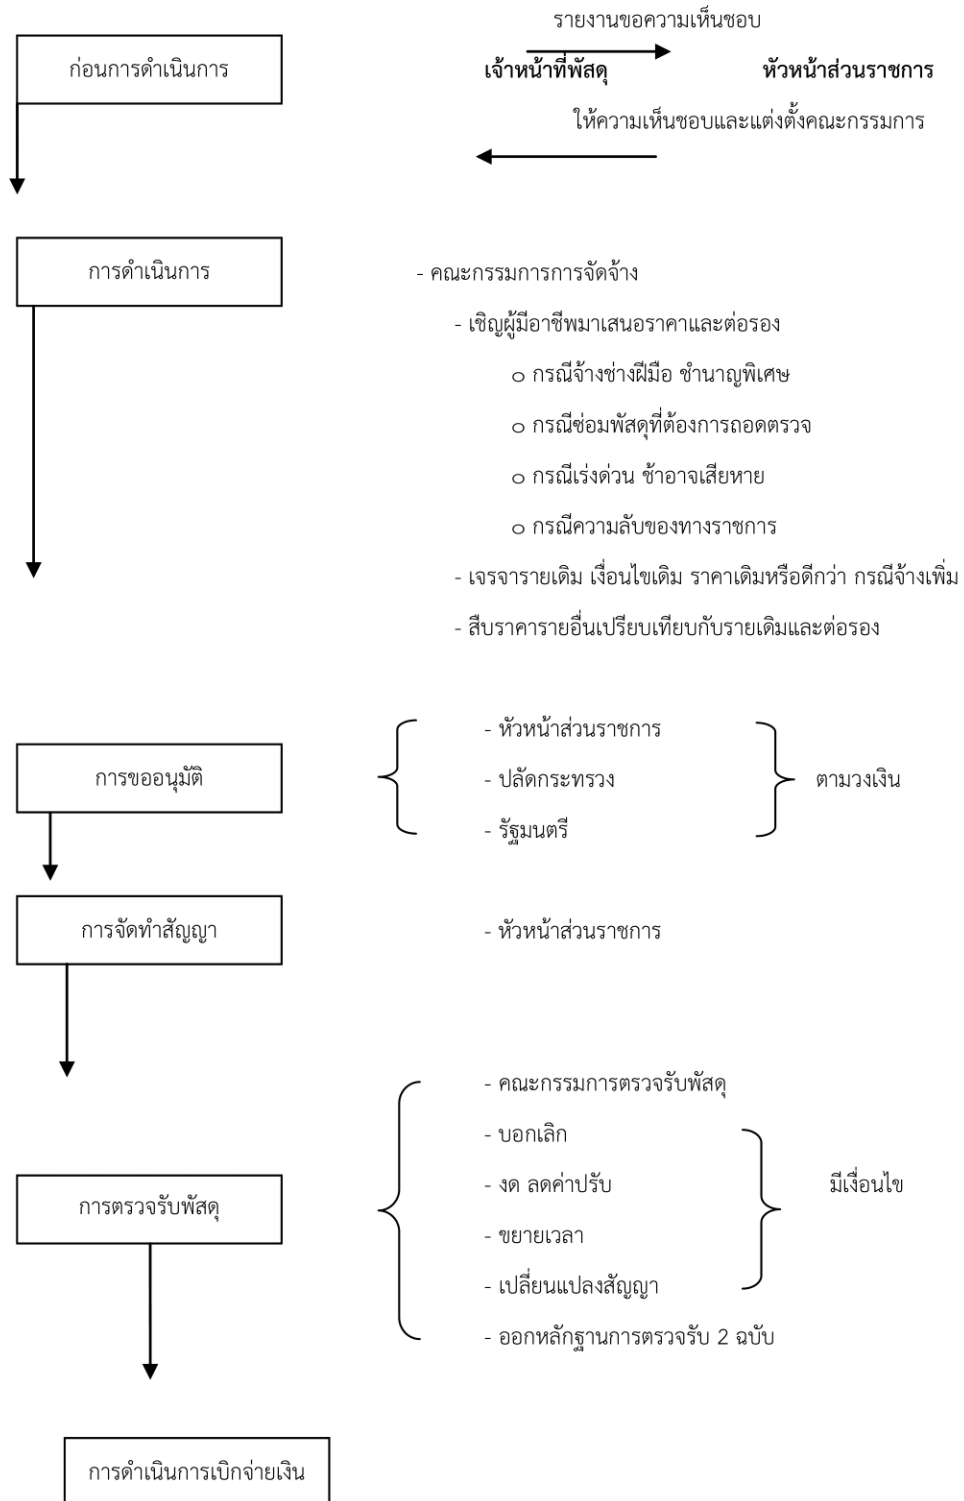 รายงานขอความเห็นชอบ
ก่อนการดำเนินการ
เจ้าหน้าที่พัสดุ หัวหน้าส่วนราชการ
ให้ความเห็นชอบและแต่งตั้งคณะกรรมการ
การดำเนินการ
- คณะกรรมการการจัดจ้าง
- เชิญผู้มีอาชีพมาเสนอราคาและต่อรอง
o กรณีจ้างช่างฝีมือ ชำนาญพิเศษ
o กรณีซ่อมพัสดุที่ต้องการถอดตรวจ
o กรณีเร่งด่วน ช้าอาจเสียหาย
o กรณีความลับของทางราชการ
- เจรจารายเดิม เงื่อนไขเดิม ราคาเดิมหรือดีกว่า กรณีจ้างเพิ่ม
- สืบราคารายอื่นเปรียบเทียบกับรายเดิมและต่อรอง
การขออนุมัติ
- หัวหน้าส่วนราชการ
- ปลัดกระทรวง
- รัฐมนตรี
ตามวงเงิน
การจัดทำสัญญา
- หัวหน้าส่วนราชการ
การตรวจรับพัสดุ
- คณะกรรมการตรวจรับพัสดุ
- บอกเลิก
- งด ลดค่าปรับ
- ขยายเวลา
- เปลี่ยนแปลงสัญญา
- ออกหลักฐานการตรวจรับ 2 ฉบับ
มีเงื่อนไข
การดำเนินการเบิกจ่ายเงิน